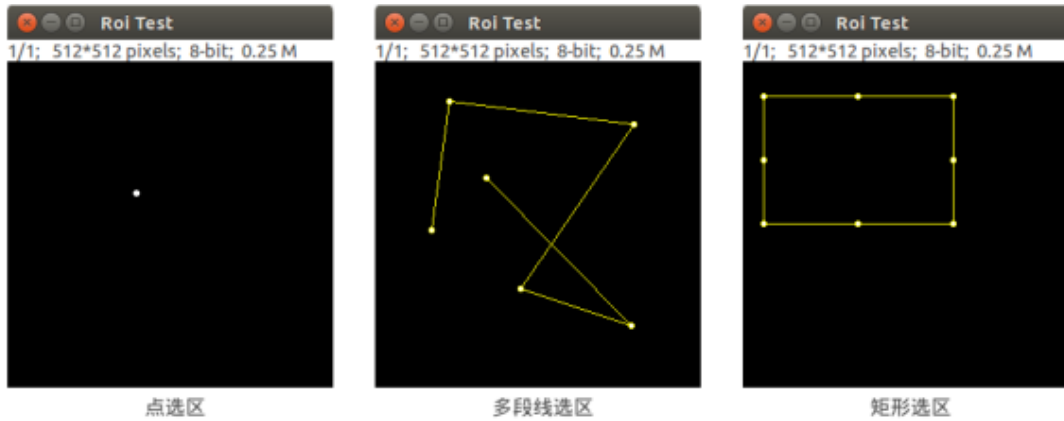 Roi Test
1/1; 512*512 pixels; 8-bit; 0.25 M
点选区
Roi Test
1/1; 512*512 pixels; 8-bit; 0.25 M
多段线选区
Roi Test
1/1; 512*512 pixels; 8-bit; 0.25 M
矩形选区